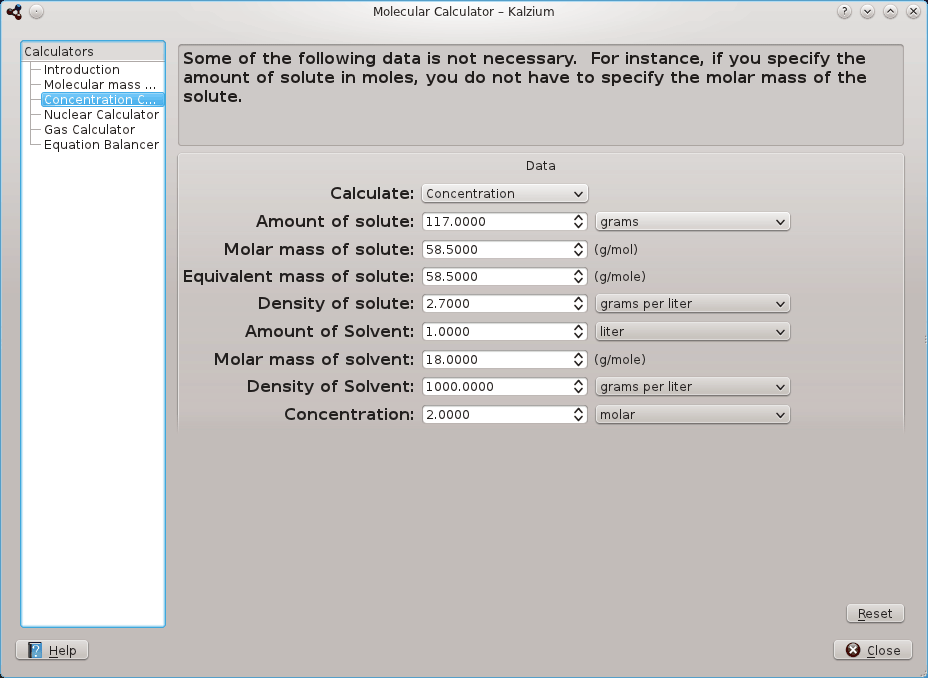 Molecular Calculator – Kalzium
Calculators
Introduction
Molecular mass ...
Concentration C...
Nuclear Calculator
Gas Calculator
Equation Balancer
Some of the following data is not necessary.  For instance, if you specify the
amount of solute in moles, you do not have to specify the molar mass of the
solute.
Data
Calculate: Concentration
Amount of solute: 117.0000 grams
Molar mass of solute: 58.5000 (g/mol)
Equivalent mass of solute: 58.5000 (g/mole)
Density of solute: 2.7000 grams per liter
Amount of Solvent: 1.0000 liter
Molar mass of solvent: 18.0000 (g/mole)
Density of Solvent: 1000.0000 grams per liter
Concentration: 2.0000 molar
Reset
Help
Close